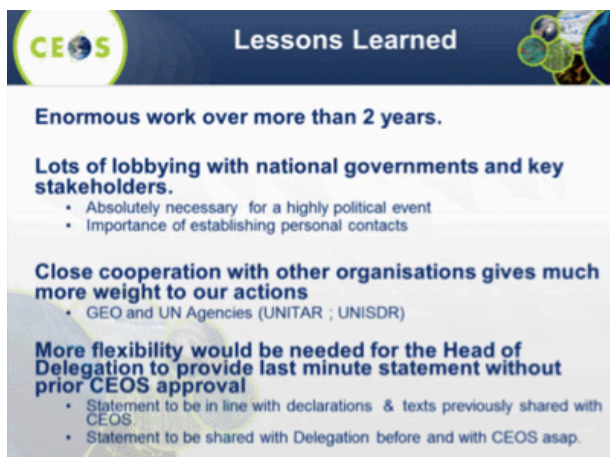 CEOS
Lessons Learned
Enormous work over more than 2 years.
Lots of lobbying with national governments and key
stakeholders.
• Absolutely necessary for a highly political event
• Importance of establishing personal contacts
Close cooperation with other organisations gives much
more weight to our actions
• GEO and UN Agencies (UNITAR ; UNISDR)
More flexibility would be needed for the Head of
Delegation to provide last minute statement without
prior CEOS approval
• Statement to be in line with declarations & texts previously shared with
CEOS.
• Statement to be shared with Delegation before and with CEOS asap.